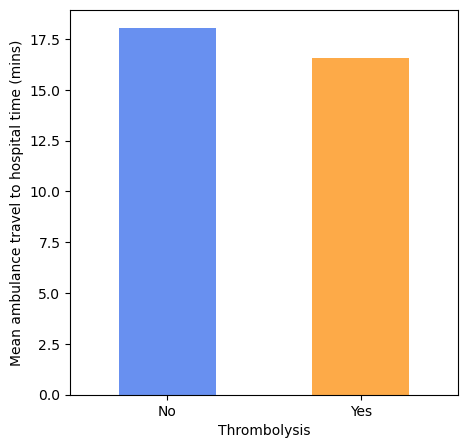 Mean ambulance travel to hospital time (mins)
17.5
15.0
12.5
10.0
7.5
5.0
2.5
0.0
No
Yes
Thrombolysis